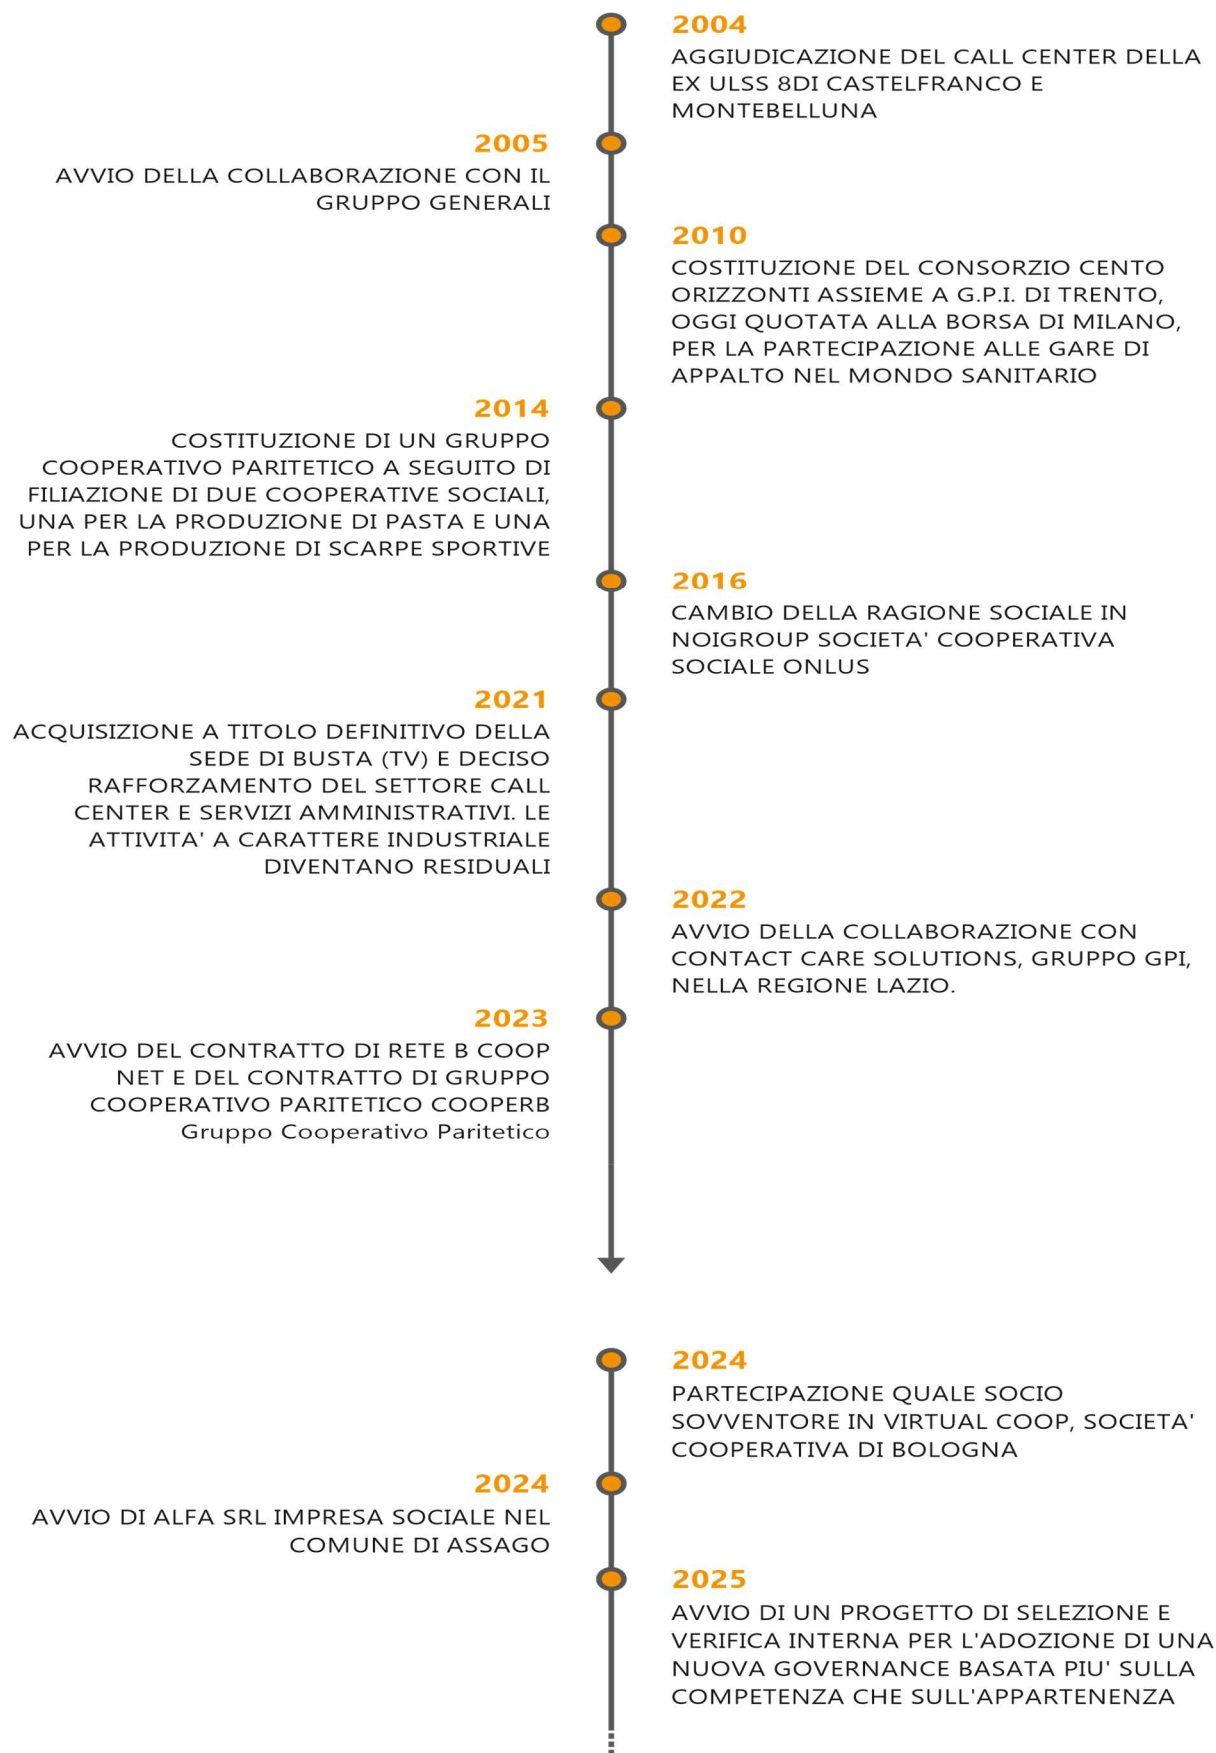 2004
AGGIUDICAZIONE DEL CALL CENTER DELLA
EX ULSS 8DI CASTELFRANCO E
MONTEBELLUNA
2005
AVVIO DELLA COLLABORAZIONE CON IL
GRUPPO GENERALI
2010
COSTITUZIONE DEL CONSORZIO CENTO
ORIZZONTI ASSIEME A G.P.I. DI TRENTO,
OGGI QUOTATA ALLA BORSA DI MILANO,
PER LA PARTECIPAZIONE ALLE GARE DI
APPALTO NEL MONDO SANITARIO
2014
COSTITUZIONE DI UN GRUPPO
COOPERATIVO PARITETICO A SEGUITO DI
FILIAZIONE DI DUE COOPERATIVE SOCIALI,
UNA PER LA PRODUZIONE DI PASTA E UNA
PER LA PRODUZIONE DI SCARPE SPORTIVE
2016
CAMBIO DELLA RAGIONE SOCIALE IN
NOIGROUP SOCIETA' COOPERATIVA
SOCIALE ONLUS
2021
ACQUISIZIONE A TITOLO DEFINITIVO DELLA
SEDE DI BUSTA (TV) E DECISO
RAFFORZAMENTO DEL SETTORE CALL
CENTER E SERVIZI AMMINISTRATIVI. LE
ATTIVITA' A CARATTERE INDUSTRIALE
DIVENTANO RESIDUALI
2022
AVVIO DELLA COLLABORAZIONE CON
CONTACT CARE SOLUTIONS, GRUPPO GPI,
NELLA REGIONE LAZIO.
2023
AVVIO DEL CONTRATTO DI RETE B COOP
NET E DEL CONTRATTO DI GRUPPO
COOPERATIVO PARITETICO COOPERB
Gruppo Cooperativo Paritetico
2024
PARTECIPAZIONE QUALE SOCIO
SOVVENTORE IN VIRTUAL COOP, SOCIETA'
COOPERATIVA DI BOLOGNA
2024
AVVIO DI ALFA SRL IMPRESA SOCIALE NEL
COMUNE DI ASSAGO
2025
AVVIO DI UN PROGETTO DI SELEZIONE E
VERIFICA INTERNA PER L'ADOZIONE DI UNA
NUOVA GOVERNANCE BASATA PIU' SULLA
COMPETENZA CHE SULL'APPARTENENZA